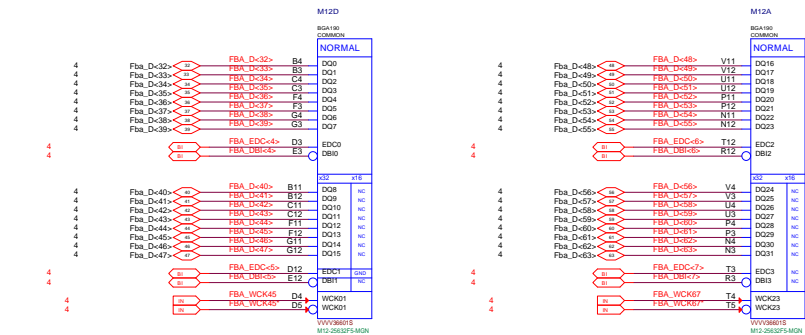 M12D
BGA190
COMMON
NORMAL
4 Fba_D<32> 32 FBA_D<32> B4 DQ0
4 Fba_D<33> 33 FBA_D<33> B3 DQ1
4 Fba_D<34> 34 FBA_D<34> C4 DQ2
4 Fba_D<35> 35 FBA_D<35> C3 DQ3
4 Fba_D<36> 36 FBA_D<36> F4 DQ4
4 Fba_D<37> 37 FBA_D<37> F3 DQ5
4 Fba_D<38> 38 FBA_D<38> G4 DQ6
4 Fba_D<39> 39 FBA_D<39> G3 DQ7
4 BI FBA_EDC<4> D3 EDC0
4 BI FBA_DBI<4> E3 DBI0
x32 x16
4 Fba_D<40> 40 FBA_D<40> B11 DQ8 NC
4 Fba_D<41> 41 FBA_D<41> B12 DQ9 NC
4 Fba_D<42> 42 FBA_D<42> C11 DQ10 NC
4 Fba_D<43> 43 FBA_D<43> C12 DQ11 NC
4 Fba_D<44> 44 FBA_D<44> F11 DQ12 NC
4 Fba_D<45> 45 FBA_D<45> F12 DQ13 NC
4 Fba_D<46> 46 FBA_D<46> G11 DQ14 NC
4 Fba_D<47> 47 FBA_D<47> G12 DQ15 NC
4 BI FBA_EDC<5> D12 EDC1 GND
4 BI FBA_DBI<5> E12 DBI1 NC
4 IN FBA_WCK45 D4 WCK01
4 IN FBA_WCK45* D5 WCK01
VVVV36601S
M12-25632F5-MGN
M12A
BGA190
COMMON
NORMAL
4 Fba_D<48> 48 FBA_D<48> V11 DQ16
4 Fba_D<49> 49 FBA_D<49> V12 DQ17
4 Fba_D<50> 50 FBA_D<50> U11 DQ18
4 Fba_D<51> 51 FBA_D<51> U12 DQ19
4 Fba_D<52> 52 FBA_D<52> P11 DQ20
4 Fba_D<53> 53 FBA_D<53> P12 DQ21
4 Fba_D<54> 54 FBA_D<54> N11 DQ22
4 Fba_D<55> 55 FBA_D<55> N12 DQ23
4 BI FBA_EDC<6> T12 EDC2
4 BI FBA_DBI<6> R12 DBI2
x32 x16
4 Fba_D<56> 56 FBA_D<56> V4 DQ24 NC
4 Fba_D<57> 57 FBA_D<57> V3 DQ25 NC
4 Fba_D<58> 58 FBA_D<58> U4 DQ26 NC
4 Fba_D<59> 59 FBA_D<59> U3 DQ27 NC
4 Fba_D<60> 60 FBA_D<60> P4 DQ28 NC
4 Fba_D<61> 61 FBA_D<61> P3 DQ29 NC
4 Fba_D<62> 62 FBA_D<62> N4 DQ30 NC
4 Fba_D<63> 63 FBA_D<63> N3 DQ31 NC
4 BI FBA_EDC<7> T3 EDC3 NC
4 BI FBA_DBI<7> R3 DBI3 NC
4 IN FBA_WCK67 T4 WCK23
4 IN FBA_WCK67* T5 WCK23
VVVV36601S
M12-25632F5-MGN